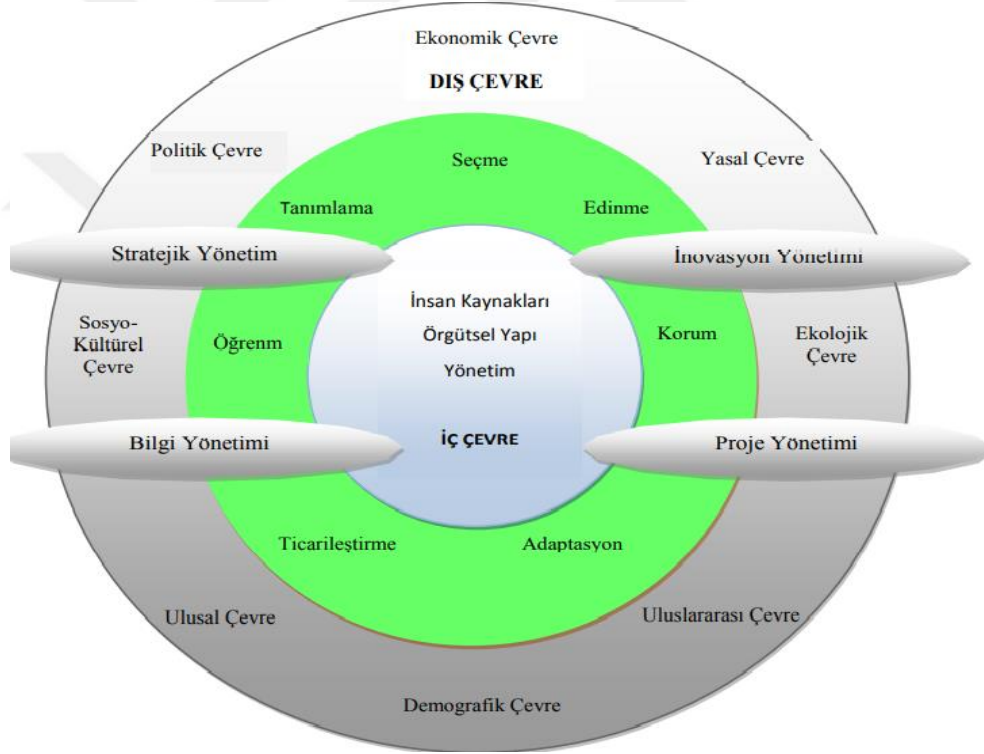 Ekonomik Çevre
DIŞ ÇEVRE
Politik Çevre
Yasal Çevre
Seçme
Tanımlama
Edinme
Stratejik Yönetim
İnovasyon Yönetimi
İnsan Kaynakları
Örgütsel Yapı
Yönetim
İÇ ÇEVRE
Sosyo-
Kültürel
Çevre
Öğrenm
Korum
Ekolojik
Çevre
Bilgi Yönetimi
Proje Yönetimi
Ticarileştirme
Adaptasyon
Ulusal Çevre
Uluslararası Çevre
Demografik Çevre